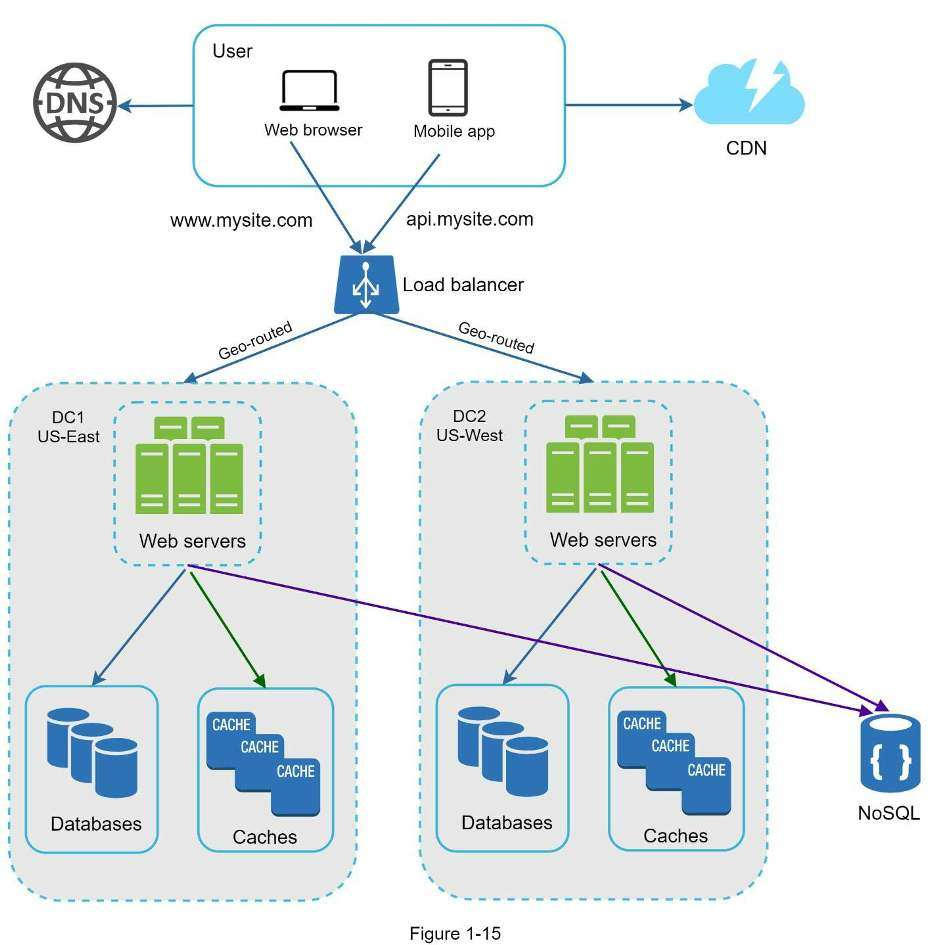 User
DNS
Web browser
Mobile app
CDN
www.mysite.com
api.mysite.com
Load balancer
Geo-routed
Geo-routed
DC1
US-East
Web servers
DC2
US-West
Web servers
Databases
CACHE
CACHE
CACHE
Caches
Databases
CACHE
CACHE
CACHE
Caches
{ }
NoSQL
Figure 1-15